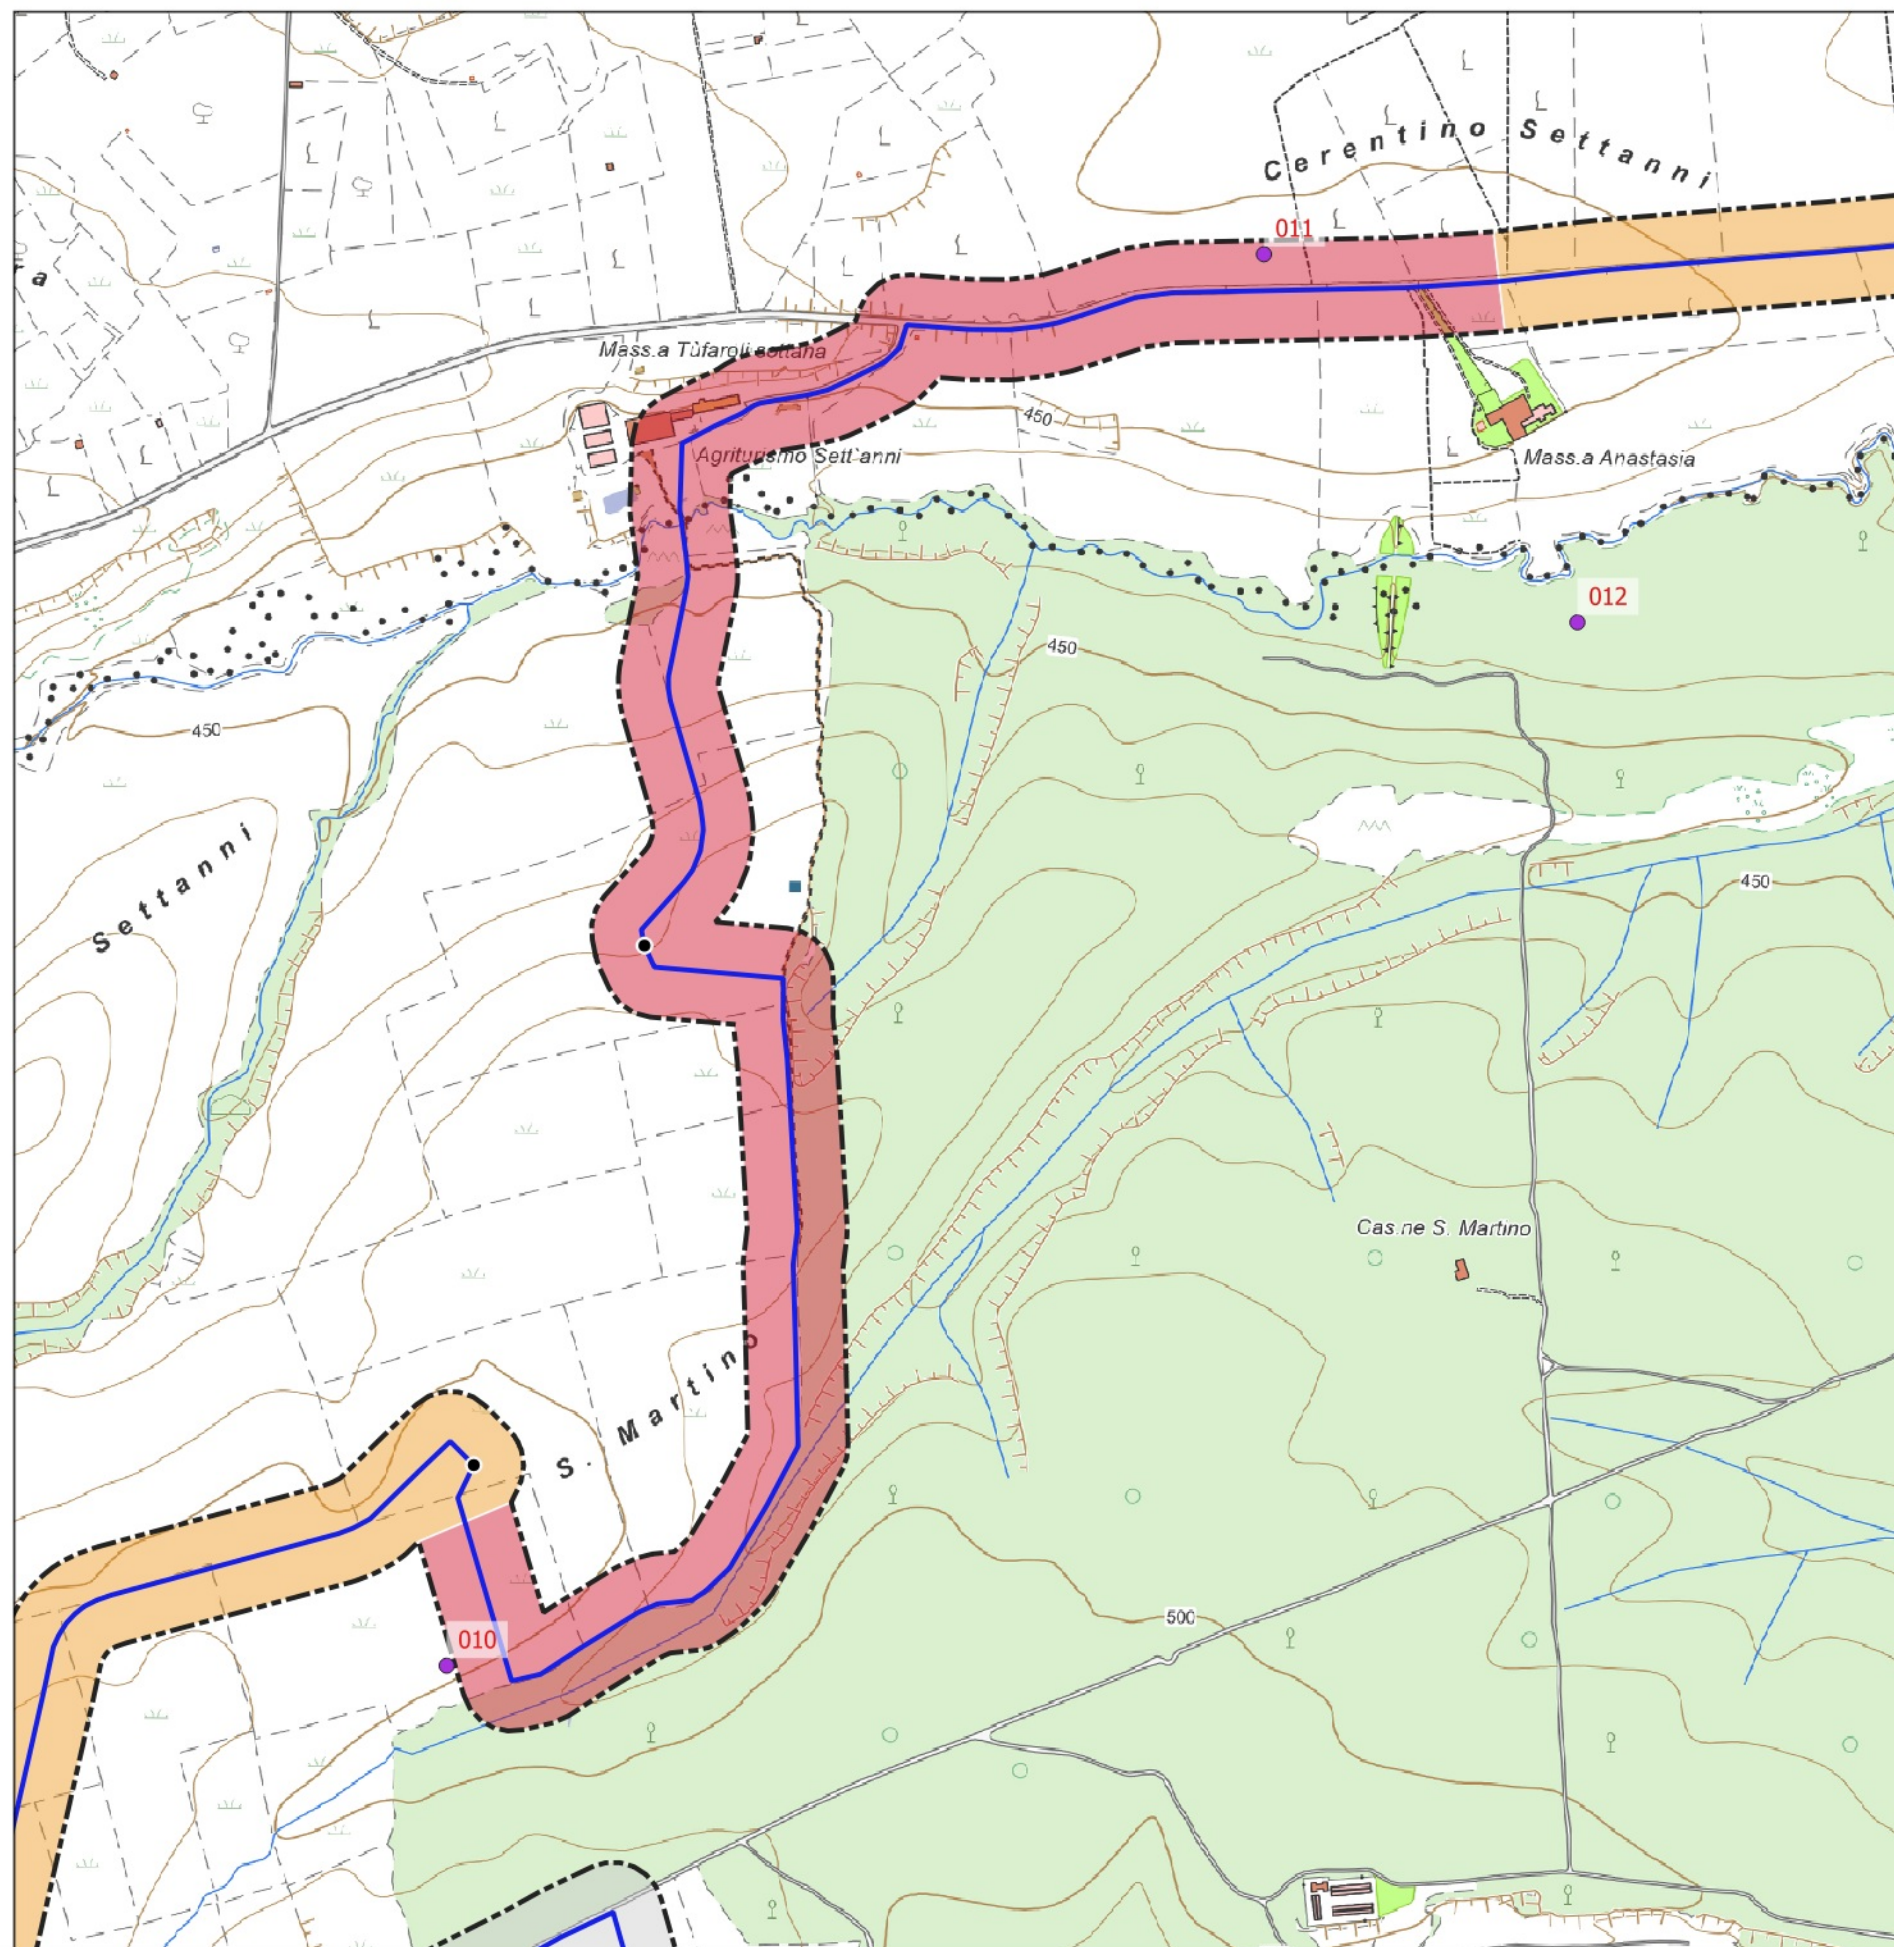 Cerentino Settanni
011
ra
Mass.a Tùfaroli sottana
450
Agriturismo Sett'anni
Mass.a Anastasia
012
450
450
Settanni
450
Cas.ne S. Martino
S. Martino
500
010